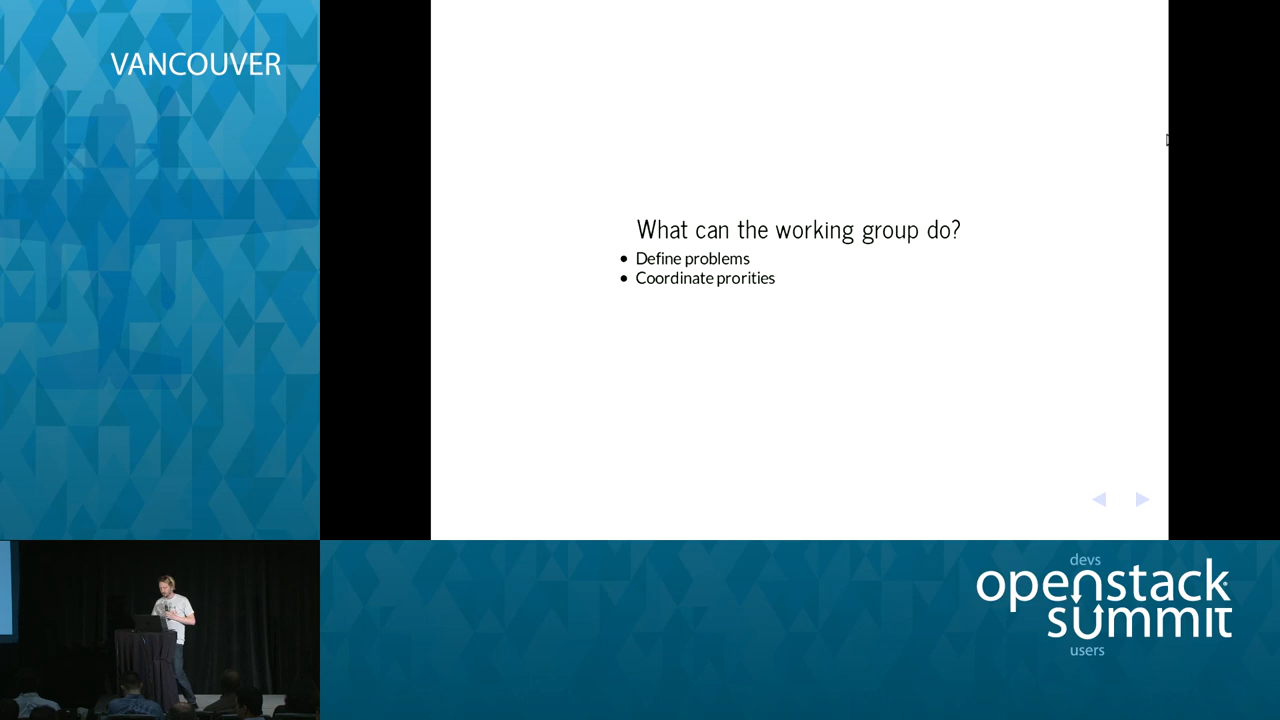 VANCOUVER
What can the working group do?
• Define problems
• Coordinate prorities
devs
openstack
summit
users